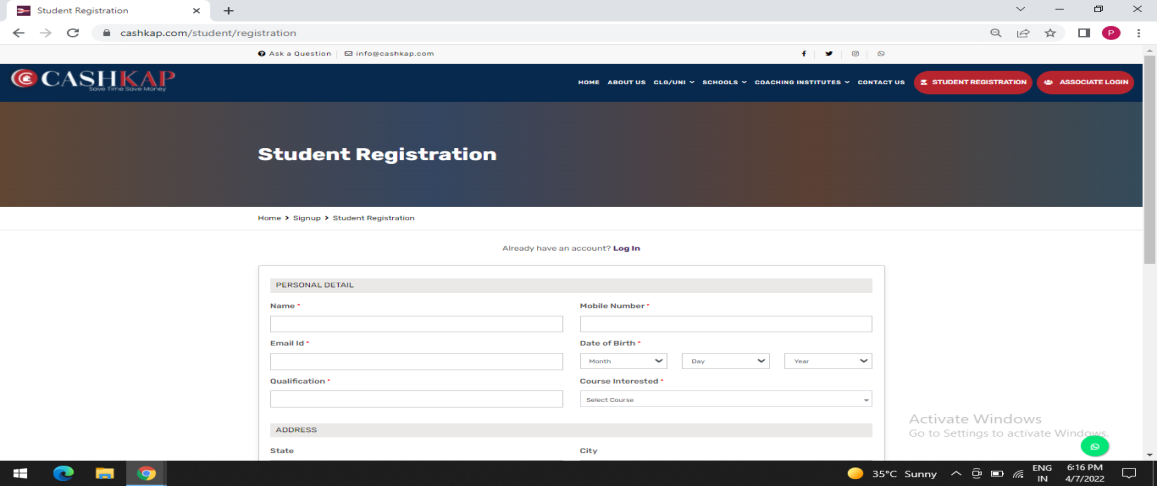 Student Registration
cashkap.com/student/registration
P
Ask a Question info@cashkap.com
CASHKAP
Save Time Save Money
HOME ABOUT US CLG/UNI SCHOOLS COACHING INSTITUTES CONTACT US STUDENT REGISTRATION ASSOCIATE LOGIN
Student Registration
Home > Signup > Student Registration
Already have an account? Log In
PERSONAL DETAIL
Name * Mobile Number *
Email Id * Date of Birth *
Month Day Year
Qualification * Course Interested *
Select Course
Activate Windows
Go to Settings to activate Windows.
ADDRESS
State City
35°C Sunny ENG 6:16 PM
IN 4/7/2022